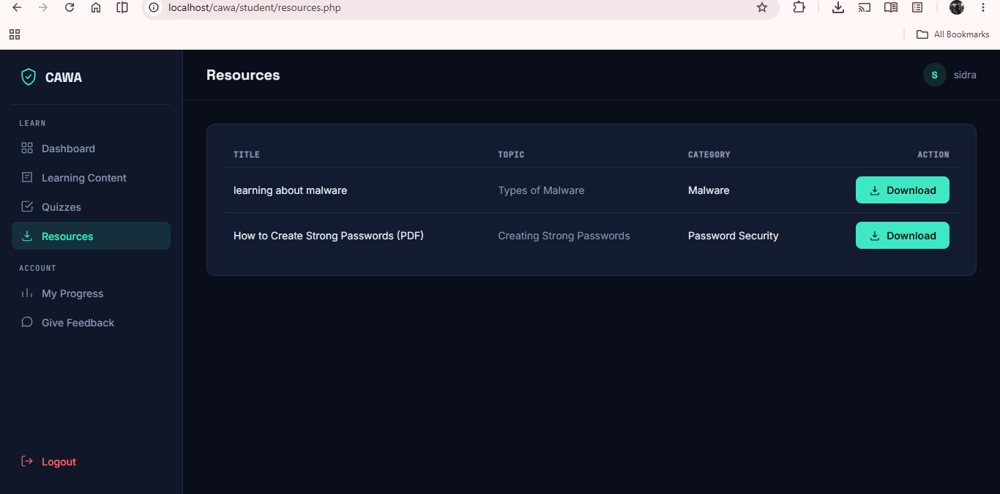 localhost/cawa/student/resources.php
All Bookmarks
CAWA
Resources
S sidra
LEARN
Dashboard
Learning Content
Quizzes
Resources
ACCOUNT
My Progress
Give Feedback
Logout
TITLE TOPIC CATEGORY ACTION
learning about malware Types of Malware Malware Download
How to Create Strong Passwords (PDF) Creating Strong Passwords Password Security Download